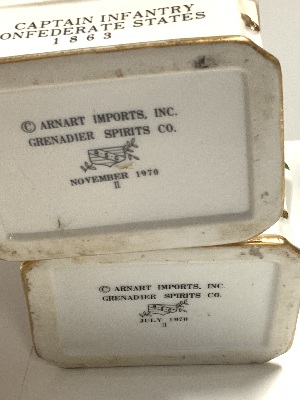 CAPTAIN INFANTRY
ONFEDERATE STATES
1863
© ARNART IMPORTS, INC.
GRENADIER SPIRITS CO.
NOVEMBER 1970
II
© ARNART IMPORTS, INC.
GRENADIER SPIRITS CO.
JULY 1970
II